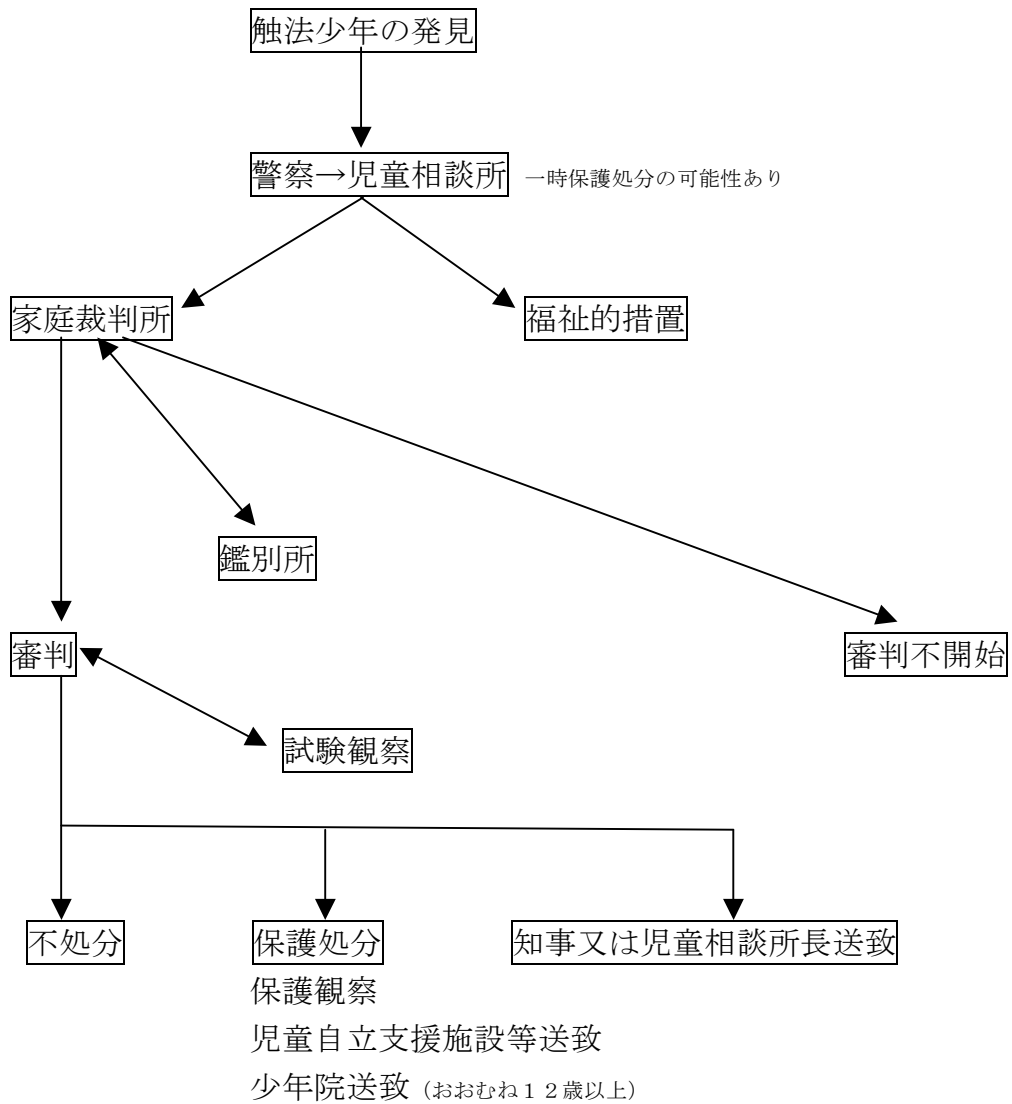 触法少年の発見
警察→児童相談所 一時保護処分の可能性あり
家庭裁判所
福祉的措置
鑑別所
審判
審判不開始
試験観察
不処分
保護処分
知事又は児童相談所長送致
保護観察
児童自立支援施設等送致
少年院送致（おおむね１２歳以上）